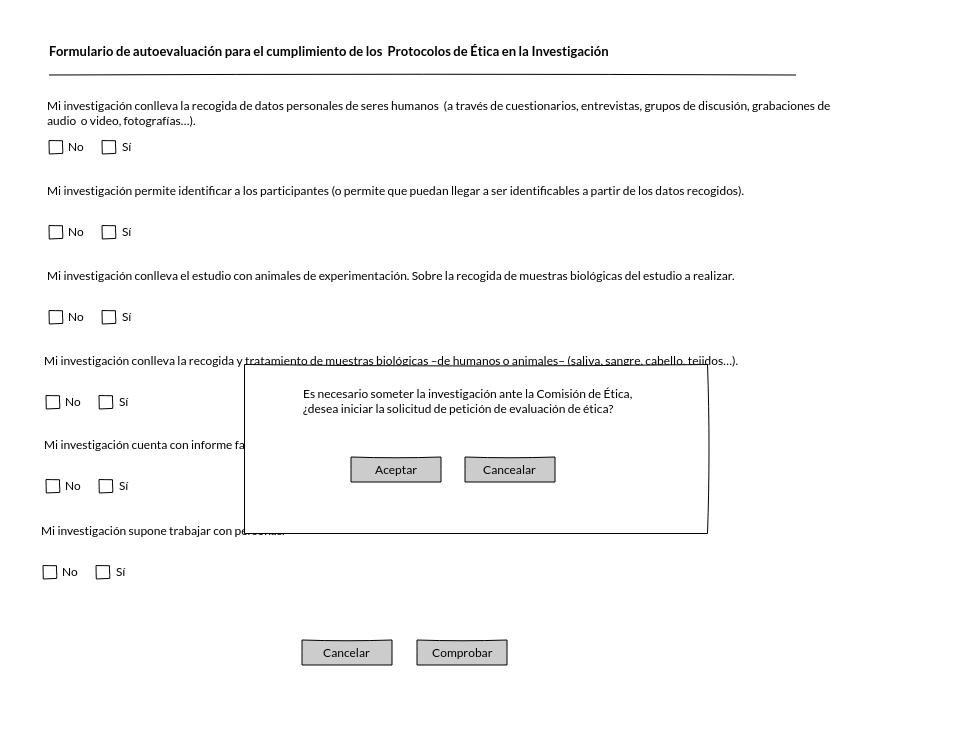 Formulario de autoevaluación para el cumplimiento de los Protocolos de Ética en la Investigación
Mi investigación conlleva la recogida de datos personales de seres humanos (a través de cuestionarios, entrevistas, grupos de discusión, grabaciones de
audio o video, fotografías...).
No Sí
Mi investigación permite identificar a los participantes (o permite que puedan llegar a ser identificables a partir de los datos recogidos).
No Sí
Mi investigación conlleva el estudio con animales de experimentación. Sobre la recogida de muestras biológicas del estudio a realizar.
No Sí
Mi investigación conlleva la recogida y tratamiento de muestras biológicas –de humanos o animales– (saliva, sangre, cabello, tejidos...).
No Sí
Es necesario someter la investigación ante la Comisión de Ética,
¿desea iniciar la solicitud de petición de evaluación de ética?
Aceptar Cancealar
Mi investigación cuenta con informe
No Sí
Mi investigación supone trabajar con
No Sí
Cancelar Comprobar